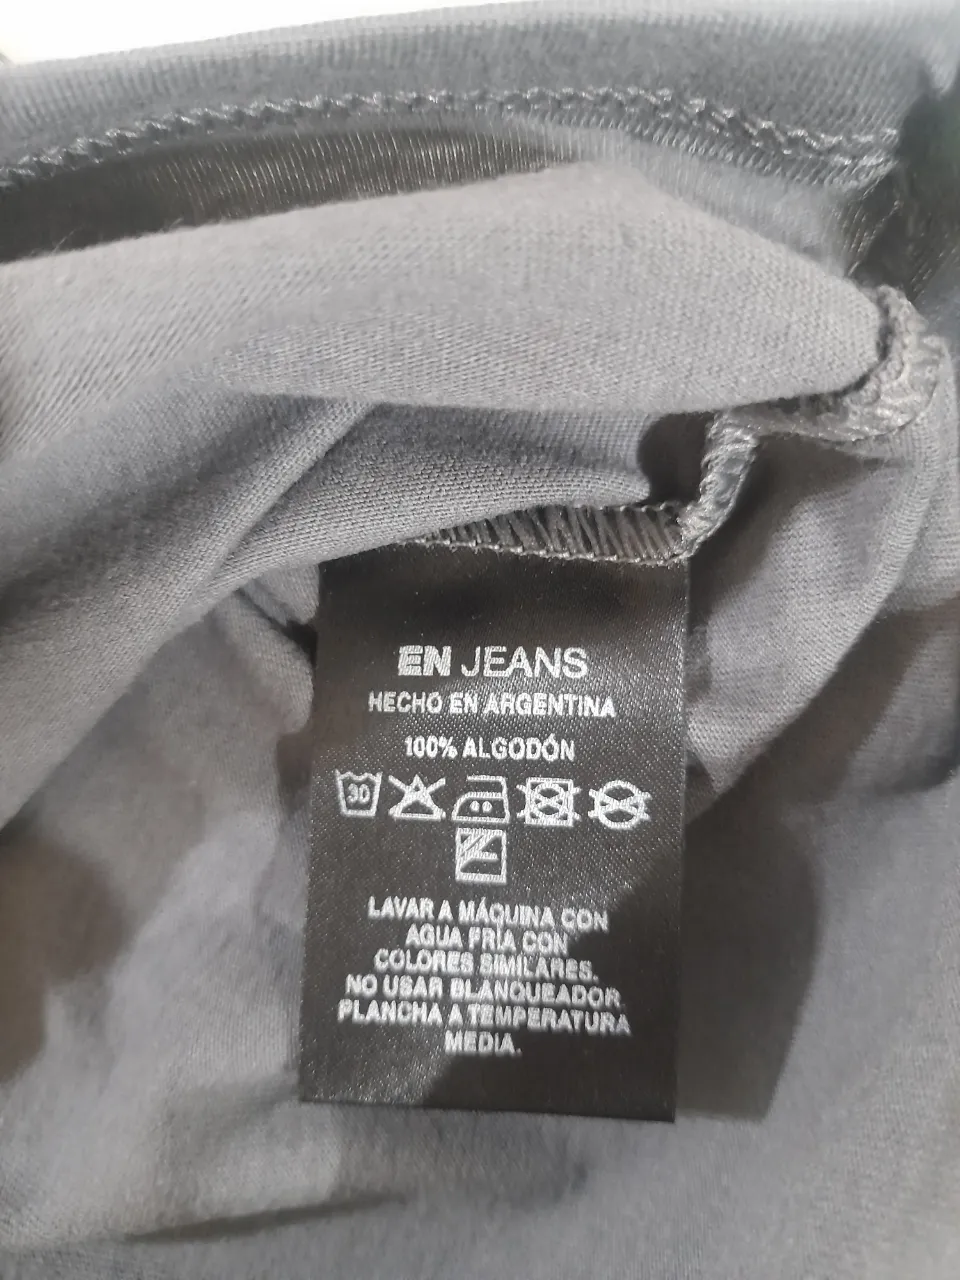 EN JEANS
HECHO EN ARGENTINA
100% ALGODÓN
30
LAVAR A MÁQUINA CON
AGUA FRÍA CON
COLORES SIMILARES.
NO USAR BLANQUEADOR
PLANCHA A TEMPERATURA
MEDIA.